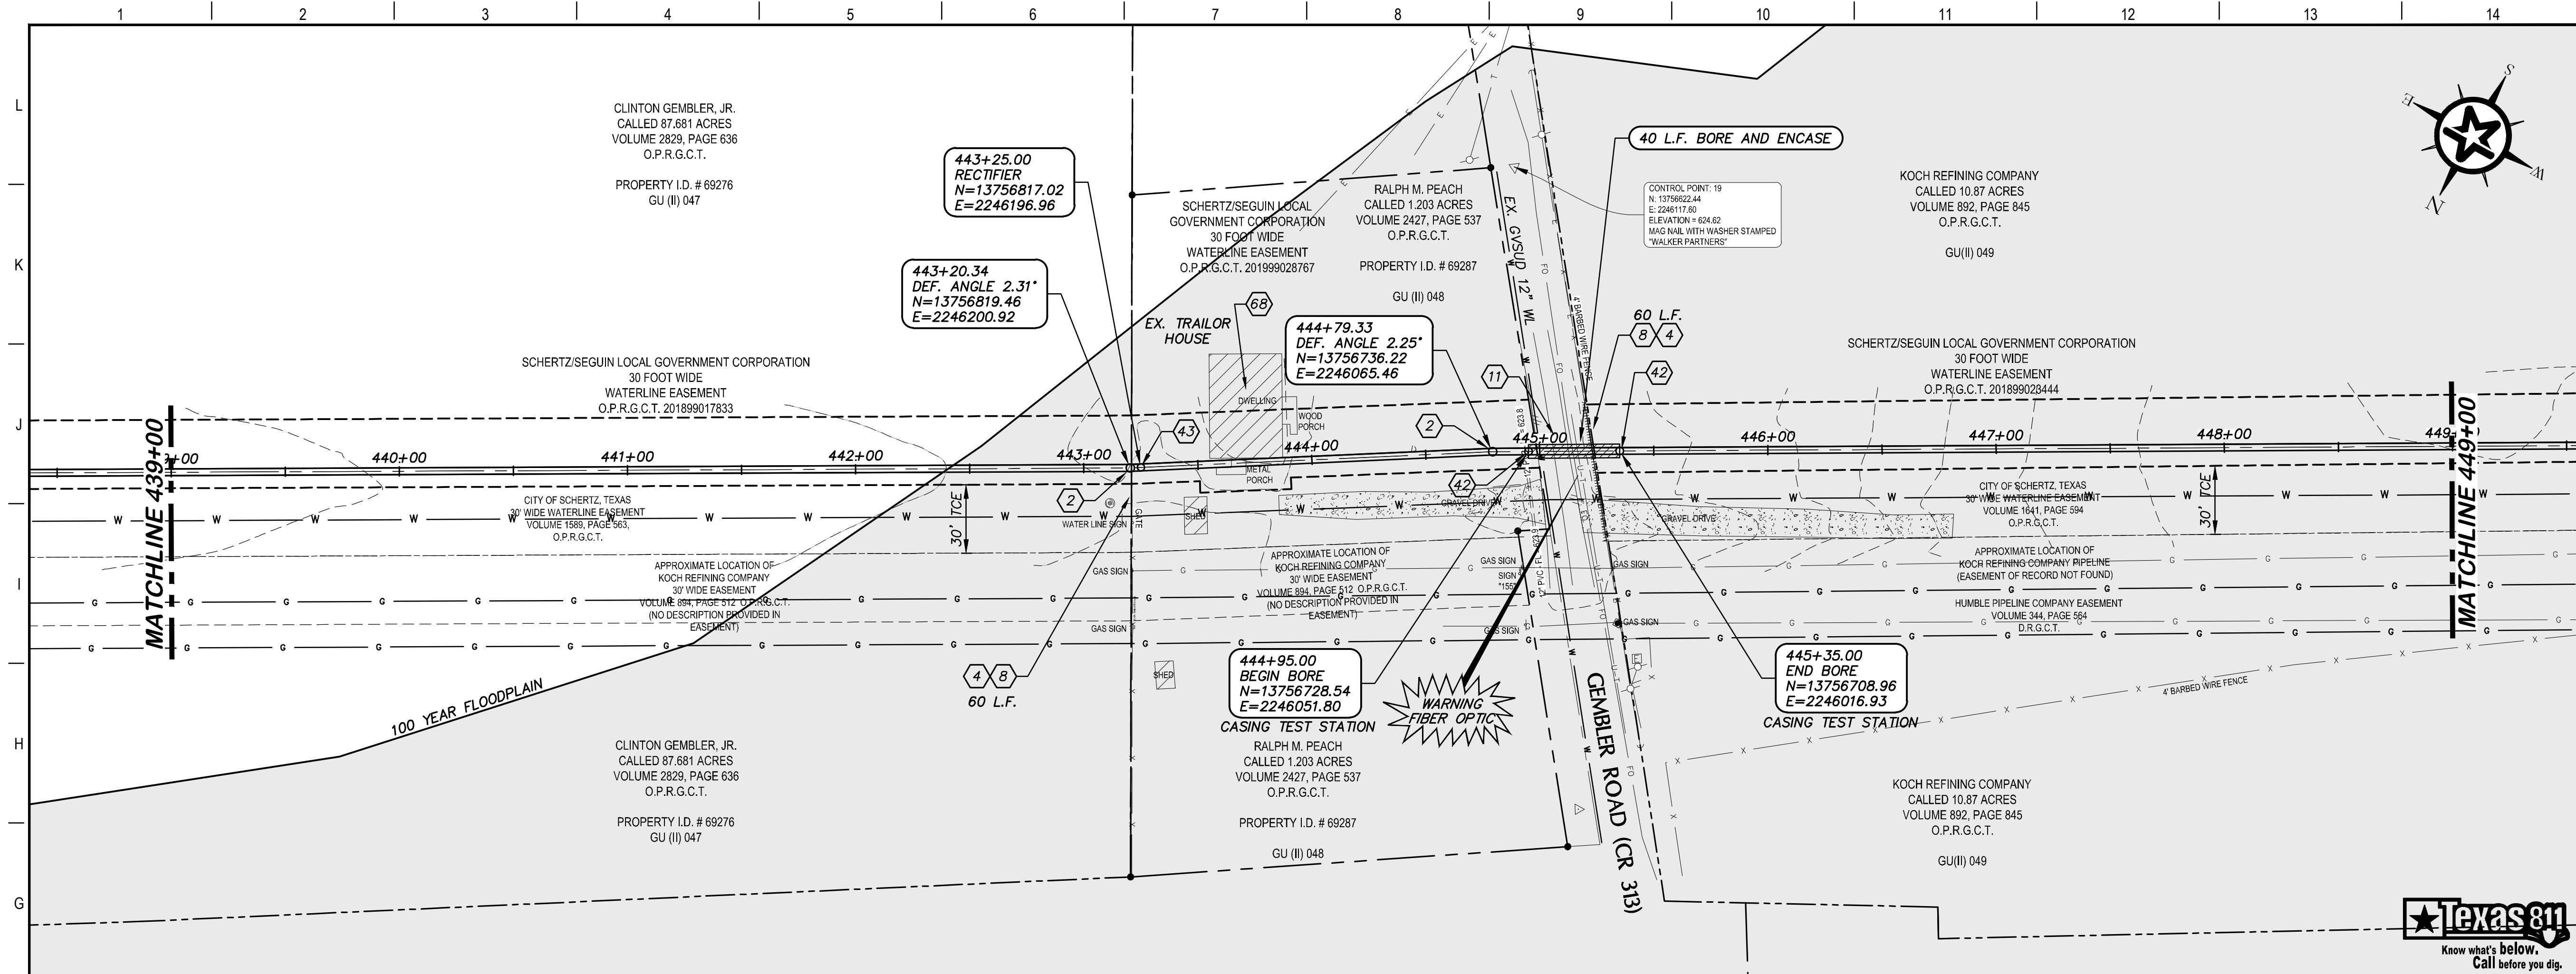 1 2 3 4 5 6 7 8 9 10 11 12 13 14
L
K
J
I
H
G
CLINTON GEMBLER, JR.
CALLED 87.681 ACRES
VOLUME 2829, PAGE 636
O.P.R.G.C.T.
PROPERTY I.D. # 69276
GU (II) 047
443+25.00
RECTIFIER
N=13756817.02
E=2246196.96
443+20.34
DEF. ANGLE 2.31°
N=13756819.46
E=2246200.92
SCHERTZ/SEGUIN LOCAL
GOVERNMENT CORPORATION
30 FOOT WIDE
WATERLINE EASEMENT
O.P.R.G.C.T. 201999028767
RALPH M. PEACH
CALLED 1.203 ACRES
VOLUME 2427, PAGE 537
O.P.R.G.C.T.
PROPERTY I.D. # 69287
GU (II) 048
EX. GVSUD 12" WL
40 L.F. BORE AND ENCASE
CONTROL POINT: 19
N: 13756622.44
E: 2246117.60
ELEVATION = 624.62
MAG NAIL WITH WASHER STAMPED
"WALKER PARTNERS"
KOCH REFINING COMPANY
CALLED 10.87 ACRES
VOLUME 892, PAGE 845
O.P.R.G.C.T.
GU(II) 049
S
E
W
N
EX. TRAILOR
HOUSE
68
444+79.33
DEF. ANGLE 2.25°
N=13756736.22
E=2246065.46
4' BARBED WIRE FENCE
60 L.F.
8 4
42
11
2
43
2
42
SCHERTZ/SEGUIN LOCAL GOVERNMENT CORPORATION
30 FOOT WIDE
WATERLINE EASEMENT
O.P.R.G.C.T. 201899017833
SCHERTZ/SEGUIN LOCAL GOVERNMENT CORPORATION
30 FOOT WIDE
WATERLINE EASEMENT
O.P.R.G.C.T. 201899023444
DWELLING
WOOD
PORCH
METAL
PORCH
MATCHLINE 439+00
440+00
441+00
442+00
443+00
444+00
445+00
446+00
447+00
448+00
MATCHLINE 449+00
CITY OF SCHERTZ, TEXAS
30' WIDE WATERLINE EASEMENT
VOLUME 1589, PAGE 563,
O.P.R.G.C.T.
30' TCE
WATER LINE SIGN
GATE
SHED
GRAVEL DRIVE
GRAVEL DRIVE
CITY OF SCHERTZ, TEXAS
30' WIDE WATERLINE EASEMENT
VOLUME 1641, PAGE 594
O.P.R.G.C.T.
30' TCE
APPROXIMATE LOCATION OF
KOCH REFINING COMPANY
30' WIDE EASEMENT
VOLUME 894, PAGE 512 O.P.R.G.C.T.
(NO DESCRIPTION PROVIDED IN
EASEMENT)
GAS SIGN
GAS SIGN
APPROXIMATE LOCATION OF
KOCH REFINING COMPANY
30' WIDE EASEMENT
VOLUME 894, PAGE 512 O.P.R.G.C.T.
(NO DESCRIPTION PROVIDED IN
EASEMENT)
GAS SIGN
SIGN
GAS SIGN
GAS SIGN
GAS SIGN
APPROXIMATE LOCATION OF
KOCH REFINING COMPANY PIPELINE
(EASEMENT OF RECORD NOT FOUND)
HUMBLE PIPELINE COMPANY EASEMENT
VOLUME 344, PAGE 564
D.R.G.C.T.
4 8
60 L.F.
SHED
444+95.00
BEGIN BORE
N=13756728.54
E=2246051.80
CASING TEST STATION
WARNING
FIBER OPTIC
445+35.00
END BORE
N=13756708.96
E=2246016.93
CASING TEST STATION
4' BARBED WIRE FENCE
100 YEAR FLOODPLAIN
GEMBLER ROAD (CR 313)
CLINTON GEMBLER, JR.
CALLED 87.681 ACRES
VOLUME 2829, PAGE 636
O.P.R.G.C.T.
PROPERTY I.D. # 69276
GU (II) 047
RALPH M. PEACH
CALLED 1.203 ACRES
VOLUME 2427, PAGE 537
O.P.R.G.C.T.
PROPERTY I.D. # 69287
GU (II) 048
KOCH REFINING COMPANY
CALLED 10.87 ACRES
VOLUME 892, PAGE 845
O.P.R.G.C.T.
GU(II) 049
Texas811
Know what's below.
Call before you dig.